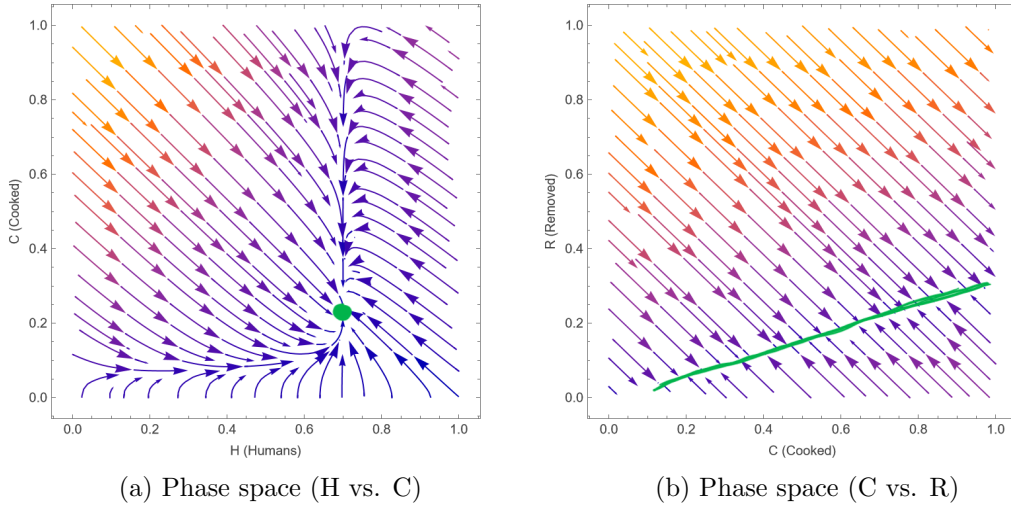 1.0
0.8
0.6
0.4
0.2
0.0
C (Cooked)
0.0 0.2 0.4 0.6 0.8 1.0
H (Humans)
(a) Phase space (H vs. C)
1.0
0.8
0.6
0.4
0.2
0.0
R (Removed)
0.0 0.2 0.4 0.6 0.8 1.0
C (Cooked)
(b) Phase space (C vs. R)